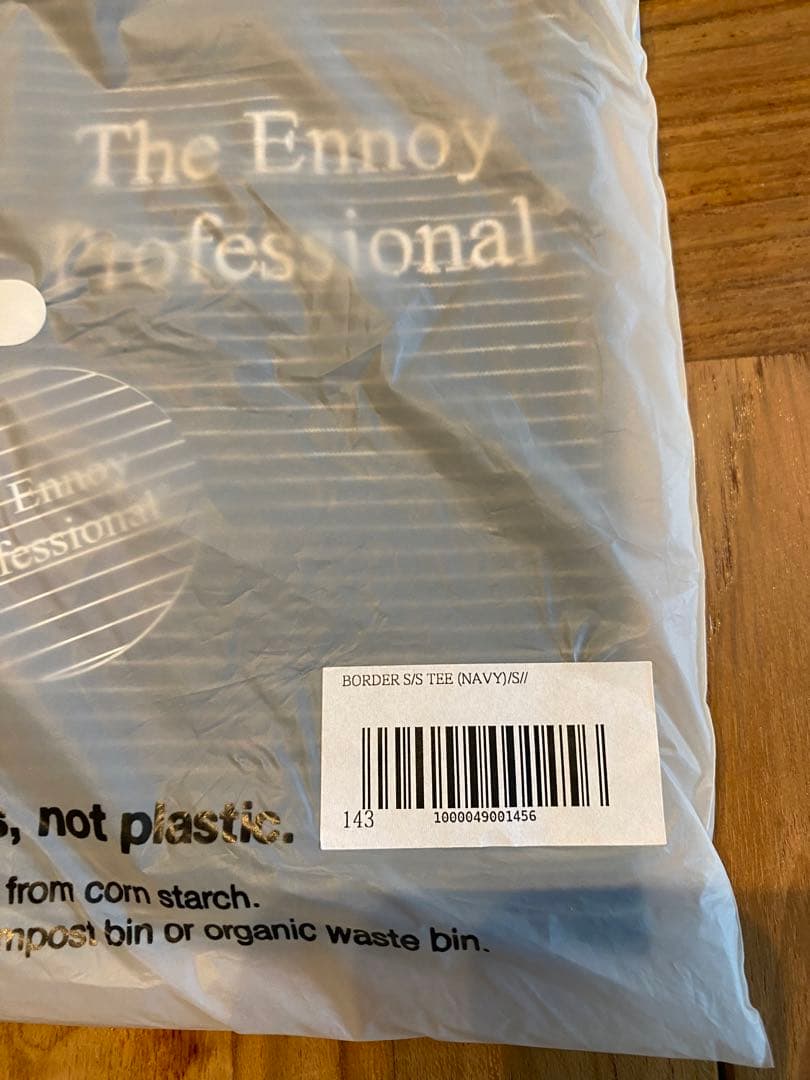 The Ennoy
Professional
Ennoy
fessional
BORDER S/S TEE (NAVY)/S//
143
1000049001456
, not plastic.
from corn starch.
mpost bin or organic waste bin.